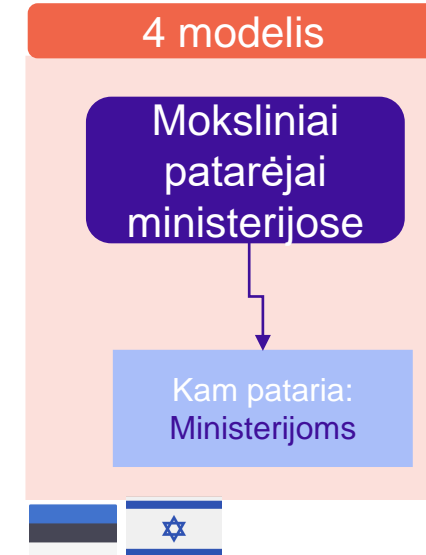 4 modelis
Moksliniai
patarėjai
ministerijose
Kam pataria:
Ministerijoms